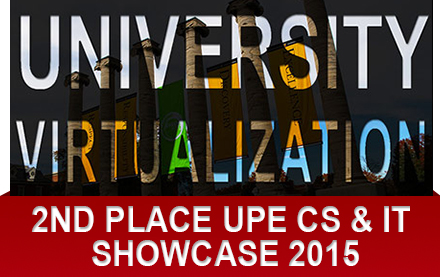 UNIVERSITY
VIRTUALIZATION
2ND PLACE UPE CS & IT
SHOWCASE 2015